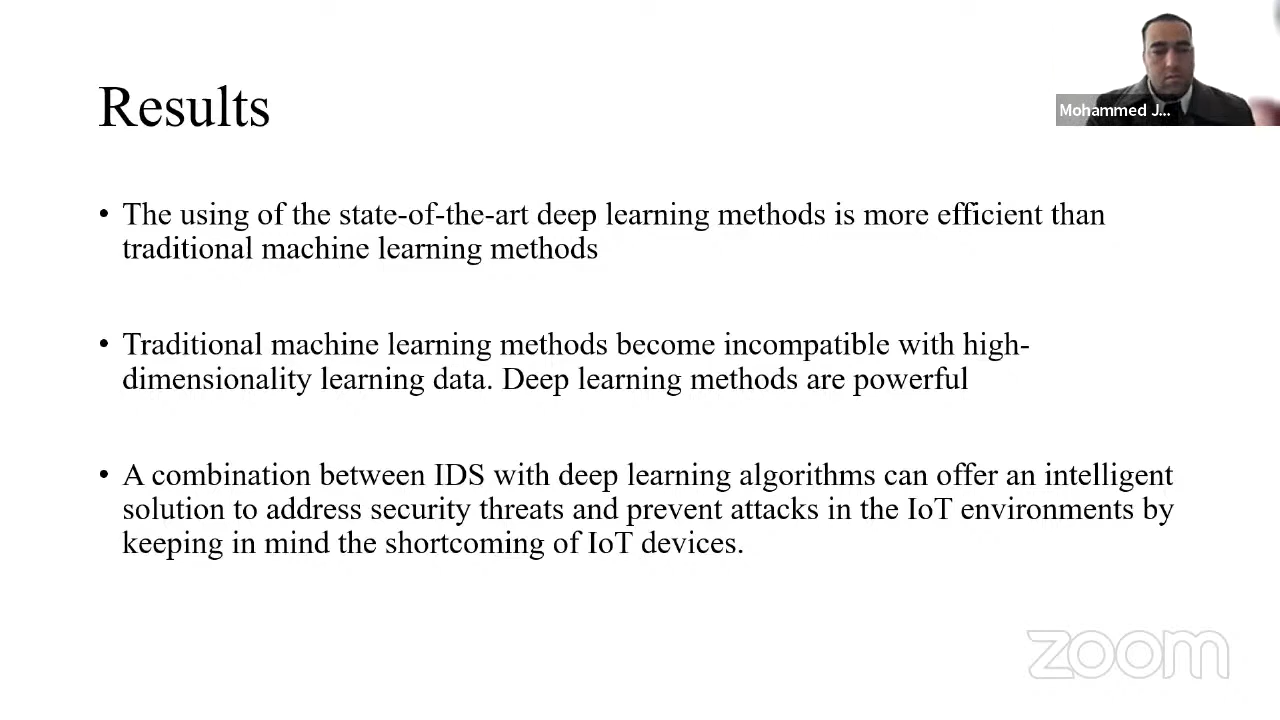 Results
Mohammed J...
• The using of the state-of-the-art deep learning methods is more efficient than
traditional machine learning methods
• Traditional machine learning methods become incompatible with high-
dimensionality learning data. Deep learning methods are powerful
• A combination between IDS with deep learning algorithms can offer an intelligent
solution to address security threats and prevent attacks in the IoT environments by
keeping in mind the shortcoming of IoT devices.
zoom